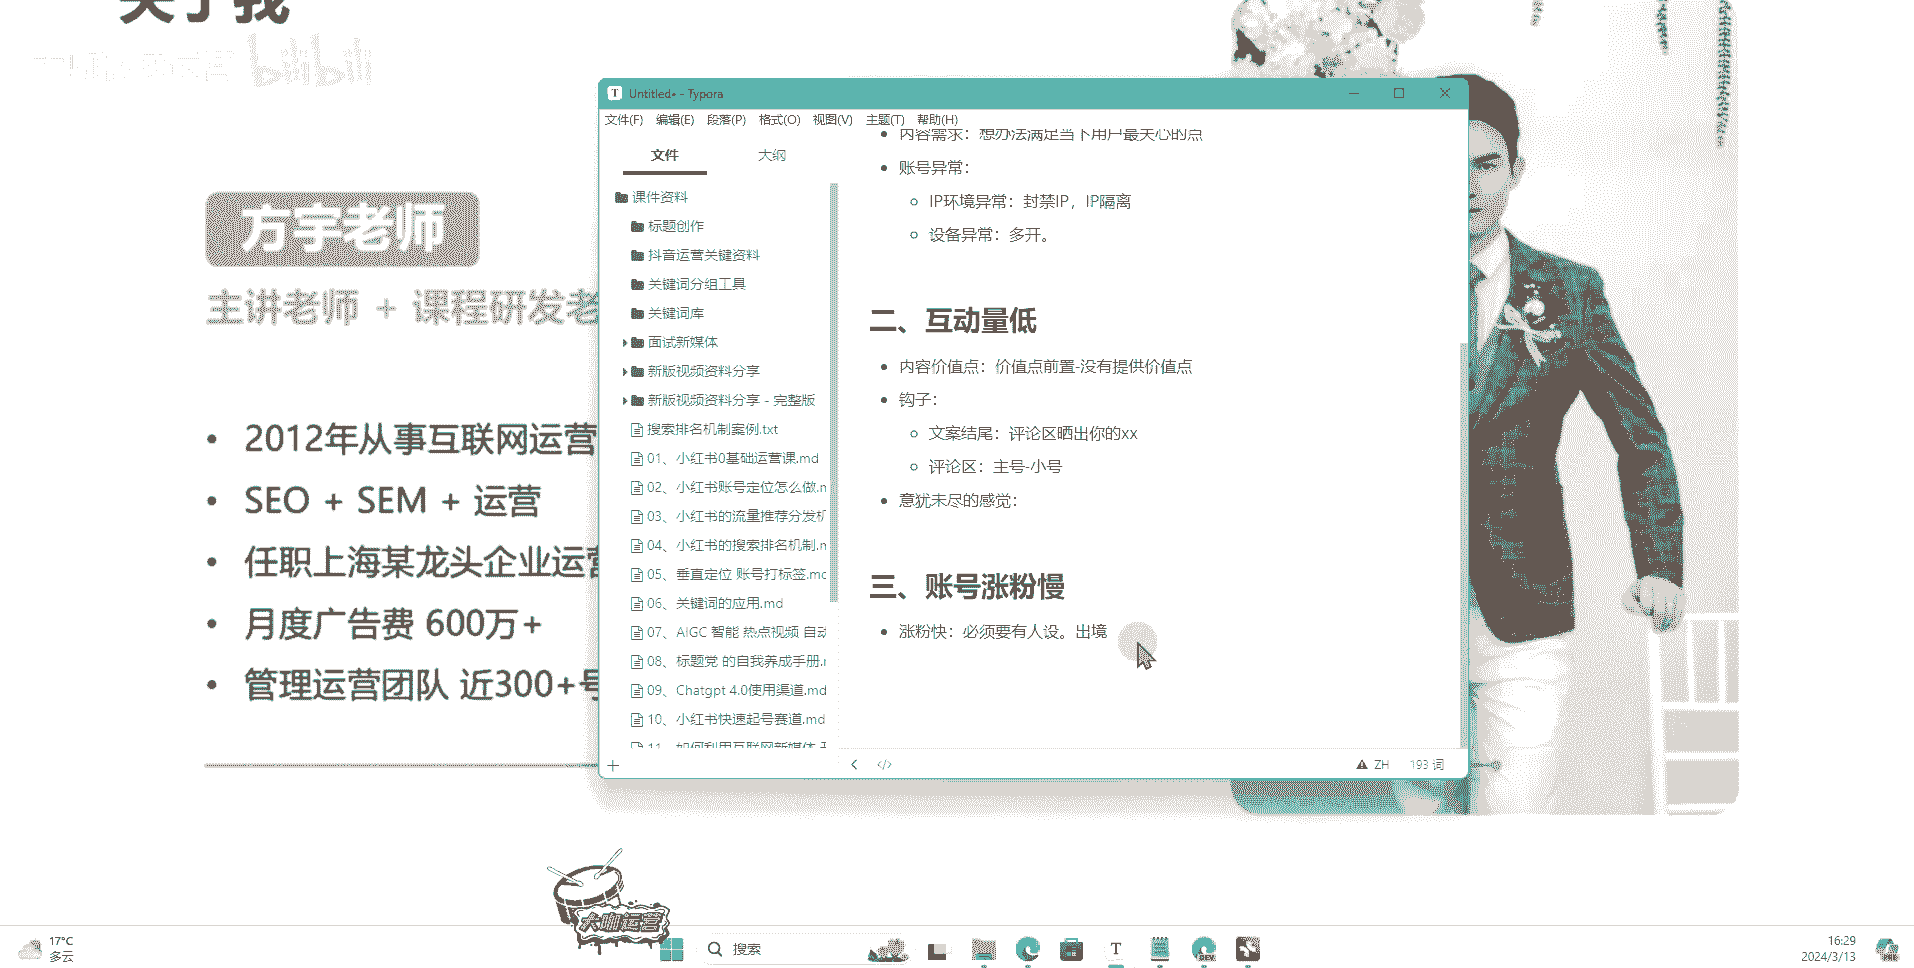 关于我
bilibili
方宇老师
主讲老师 + 课程研发老
• 2012年从事互联网运营
• SEO + SEM + 运营
• 任职上海某龙头企业运营
• 月度广告费 600万+
• 管理运营团队 近300+号
Untitled• - Typora
文件(F) 编辑(E) 段落(P) 格式(O) 视图(V) 主题(T) 帮助(H)
文件 大纲
课件资料
标题创作
抖音运营关键资料
关键词分组工具
关键词库
面试新媒体
新版视频资料分享
新版视频资料分享 - 完整版
搜索排名机制案例.txt
01、小红书0基础运营课.md
02、小红书账号定位怎么做.m
03、小红书的流量推荐分发机
04、小红书的搜索排名机制.m
05、垂直定位 账号打标签.md
06、关键词的应用.md
07、AIGC 智能 热点视频 自动
08、标题党 的自我养成手册.m
09、Chatgpt 4.0使用渠道.md
10、小红书快速起号赛道.md
11、如何利用互联网新媒体
• 内容需求：想办法满足当下用户最关心的点
• 账号异常：
◦ IP环境异常：封禁IP，IP隔离
◦ 设备异常：多开。
二、互动量低
• 内容价值点：价值点前置-没有提供价值点
• 钩子：
◦ 文案结尾：评论区晒出你的xx
◦ 评论区：主号-小号
• 意犹未尽的感觉：
三、账号涨粉慢
• 涨粉快：必须要有人设。出境
ZH 193 词
大咖运营
17°C
多云
搜索
16:29
2024/3/13